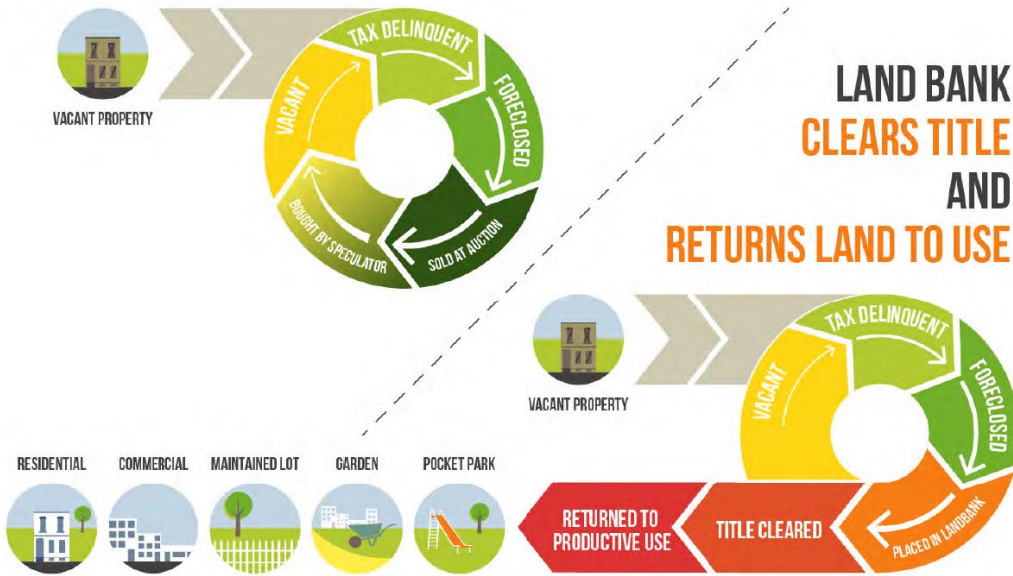 VACANT PROPERTY
VACANT
TAX DELINQUENT
FORECLOSED
SOLD AT AUCTION
BOUGHT BY SPECULATOR
LAND BANK
CLEARS TITLE
AND
RETURNS LAND TO USE
VACANT PROPERTY
VACANT
TAX DELINQUENT
FORECLOSED
PLACED IN LANDBANK
TITLE CLEARED
RETURNED TO
PRODUCTIVE USE
RESIDENTIAL
COMMERCIAL
MAINTAINED LOT
GARDEN
POCKET PARK